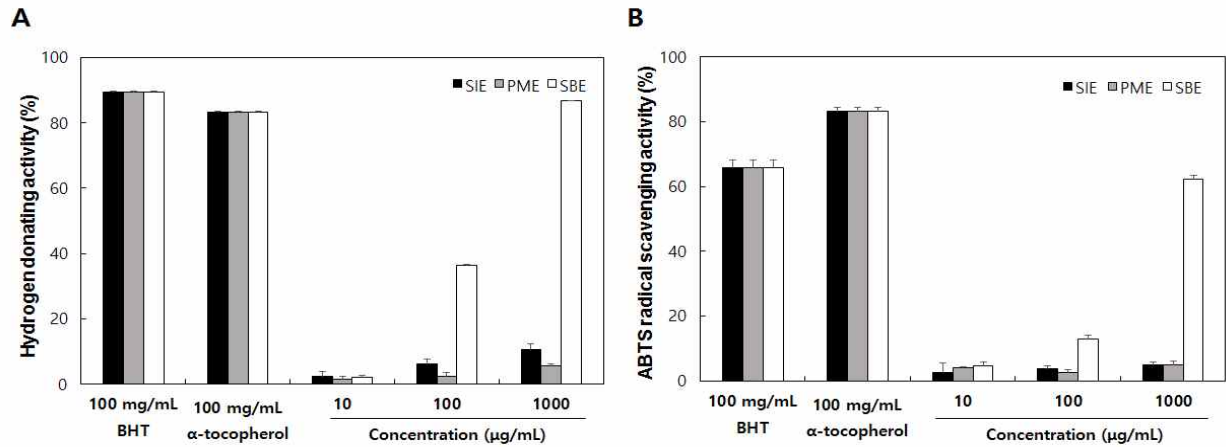 A
Hydrogen donating activity (%)
100
80
60
40
20
0
SIE PME SBE
100 mg/mL
BHT
100 mg/mL
α-tocopherol
10 100 1000
Concentration (μg/mL)
B
ABTS radical scavenging activity (%)
100
80
60
40
20
0
SIE PME SBE
100 mg/mL
BHT
100 mg/mL
α-tocopherol
10 100 1000
Concentration (μg/mL)